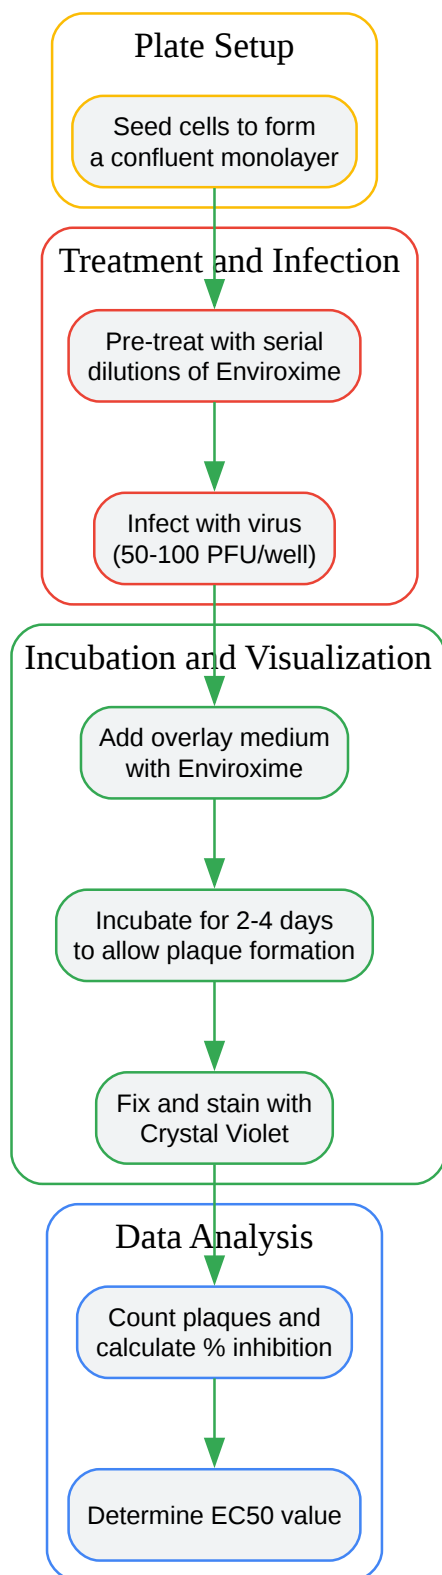 Plate Setup
Seed cells to form
a confluent monolayer
Treatment and Infection
Pre-treat with serial
dilutions of Enviroxime
Infect with virus
(50-100 PFU/well)
Incubation and Visualization
Add overlay medium
with Enviroxime
Incubate for 2-4 days
to allow plaque formation
Fix and stain with
Crystal Violet
Data Analysis
Count plaques and
calculate % inhibition
Determine EC50 value